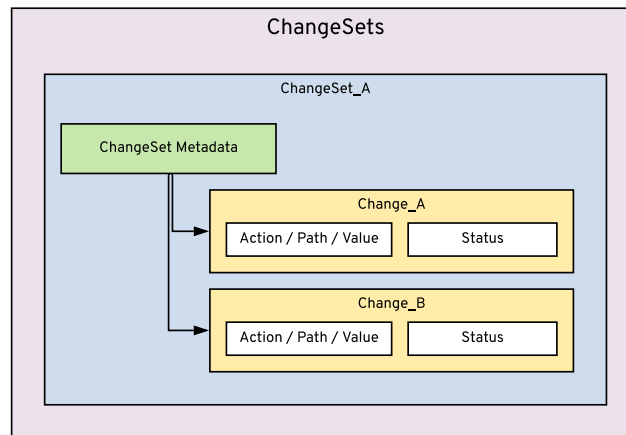 ChangeSets
ChangeSet_A
ChangeSet Metadata
Change_A
Action / Path / Value
Status
Change_B
Action / Path / Value
Status